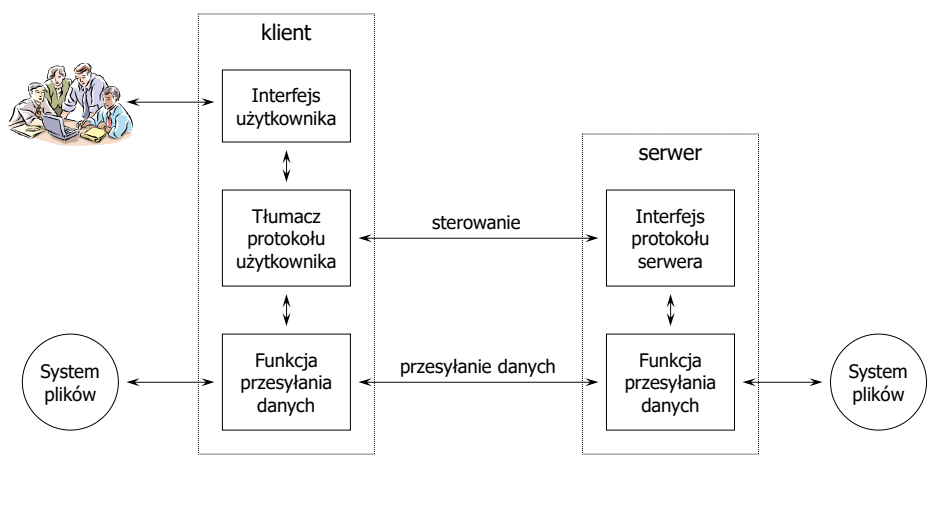 klient
Interfejs
użytkownika
serwer
Tłumacz
protokołu
użytkownika
sterowanie
Interfejs
protokołu
serwera
System
plików
Funkcja
przesyłania
danych
przesyłanie danych
Funkcja
przesyłania
danych
System
plików